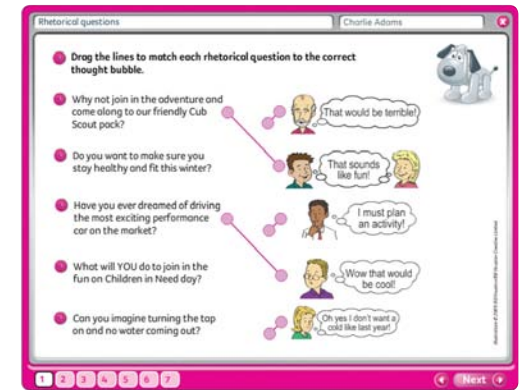 Rhetorical questions
Charlie Adams
Drag the lines to match each rhetorical question to the correct
thought bubble.
Why not join in the adventure and
come along to our friendly Cub
Scout pack?
That would be terrible!
Do you want to make sure you
stay healthy and fit this winter?
That sounds
like fun!
Have you ever dreamed of driving
the most exciting performance
car on the market?
I must plan
an activity!
What will YOU do to join in the
fun on Children in Need day?
Wow that would
be cool!
Can you imagine turning the tap
on and no water coming out?
Oh yes I don't want a
cold like last year!
1 2 3 4 5 6 7
Next